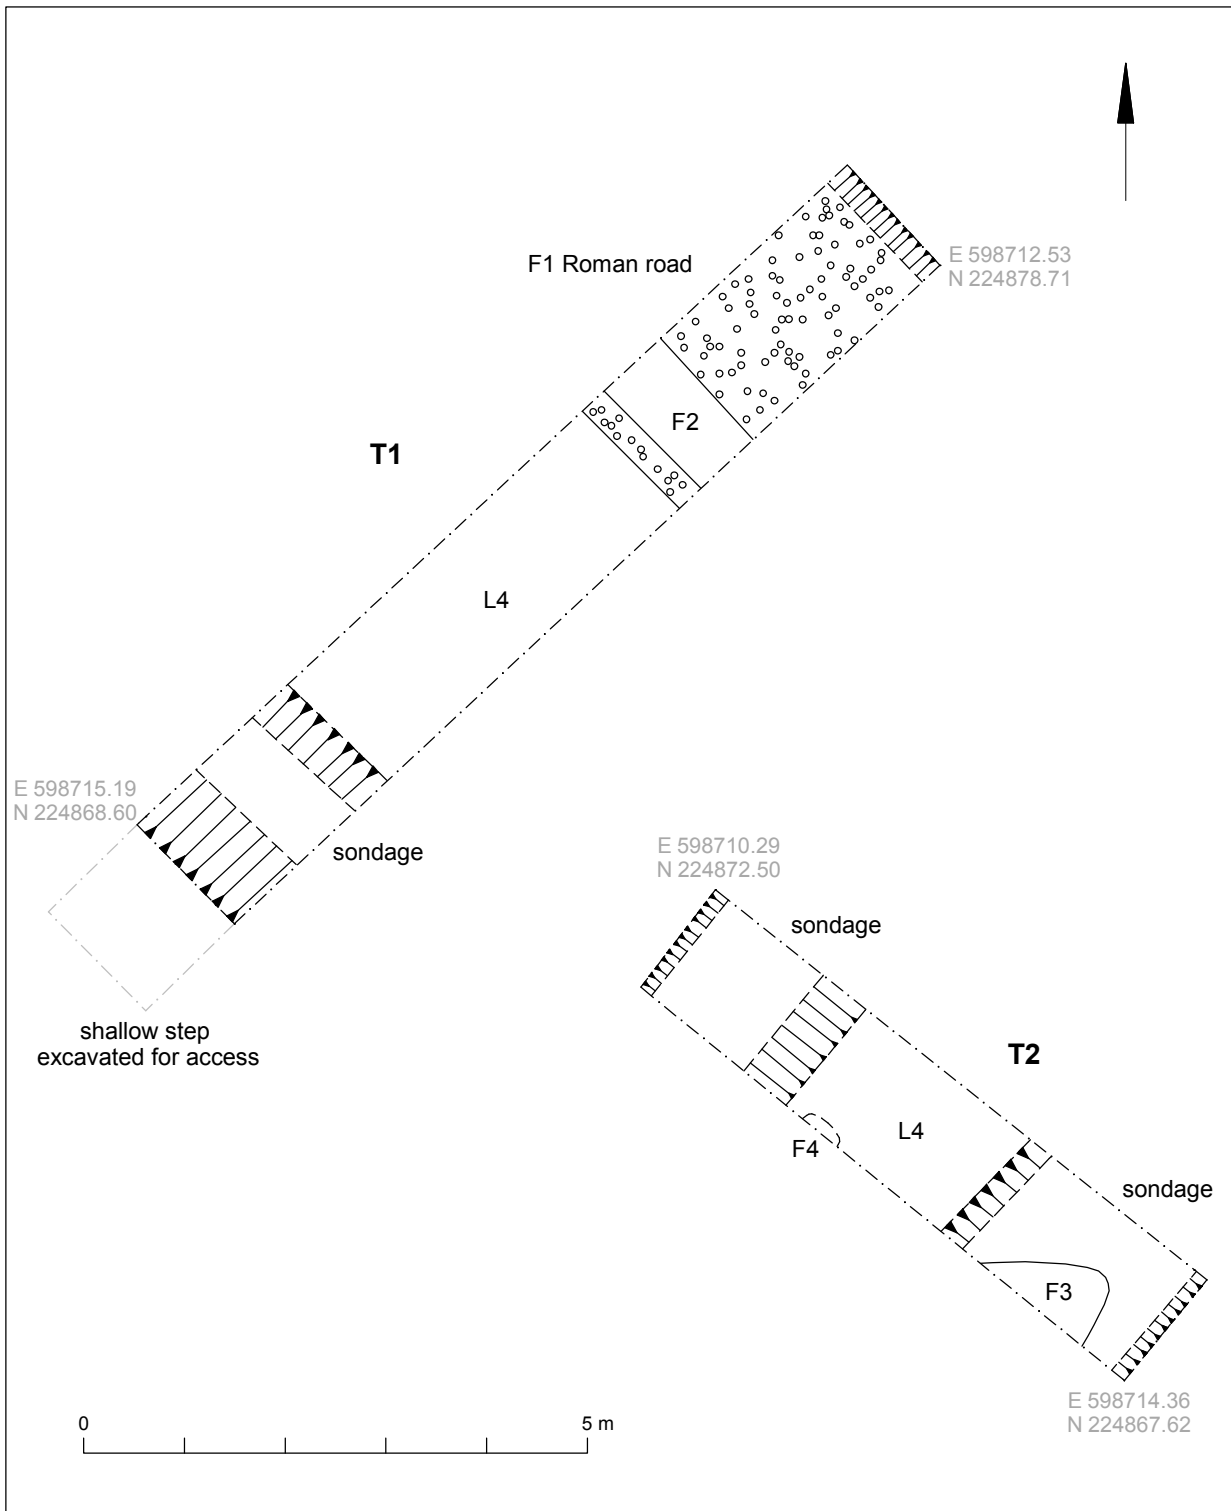 E 598712.53
N 224878.71
F1 Roman road
F2
T1
L4
E 598715.19
N 224868.60
sondage
shallow step
excavated for access
E 598710.29
N 224872.50
sondage
T2
L4
F4
sondage
F3
E 598714.36
N 224867.62
0
5 m